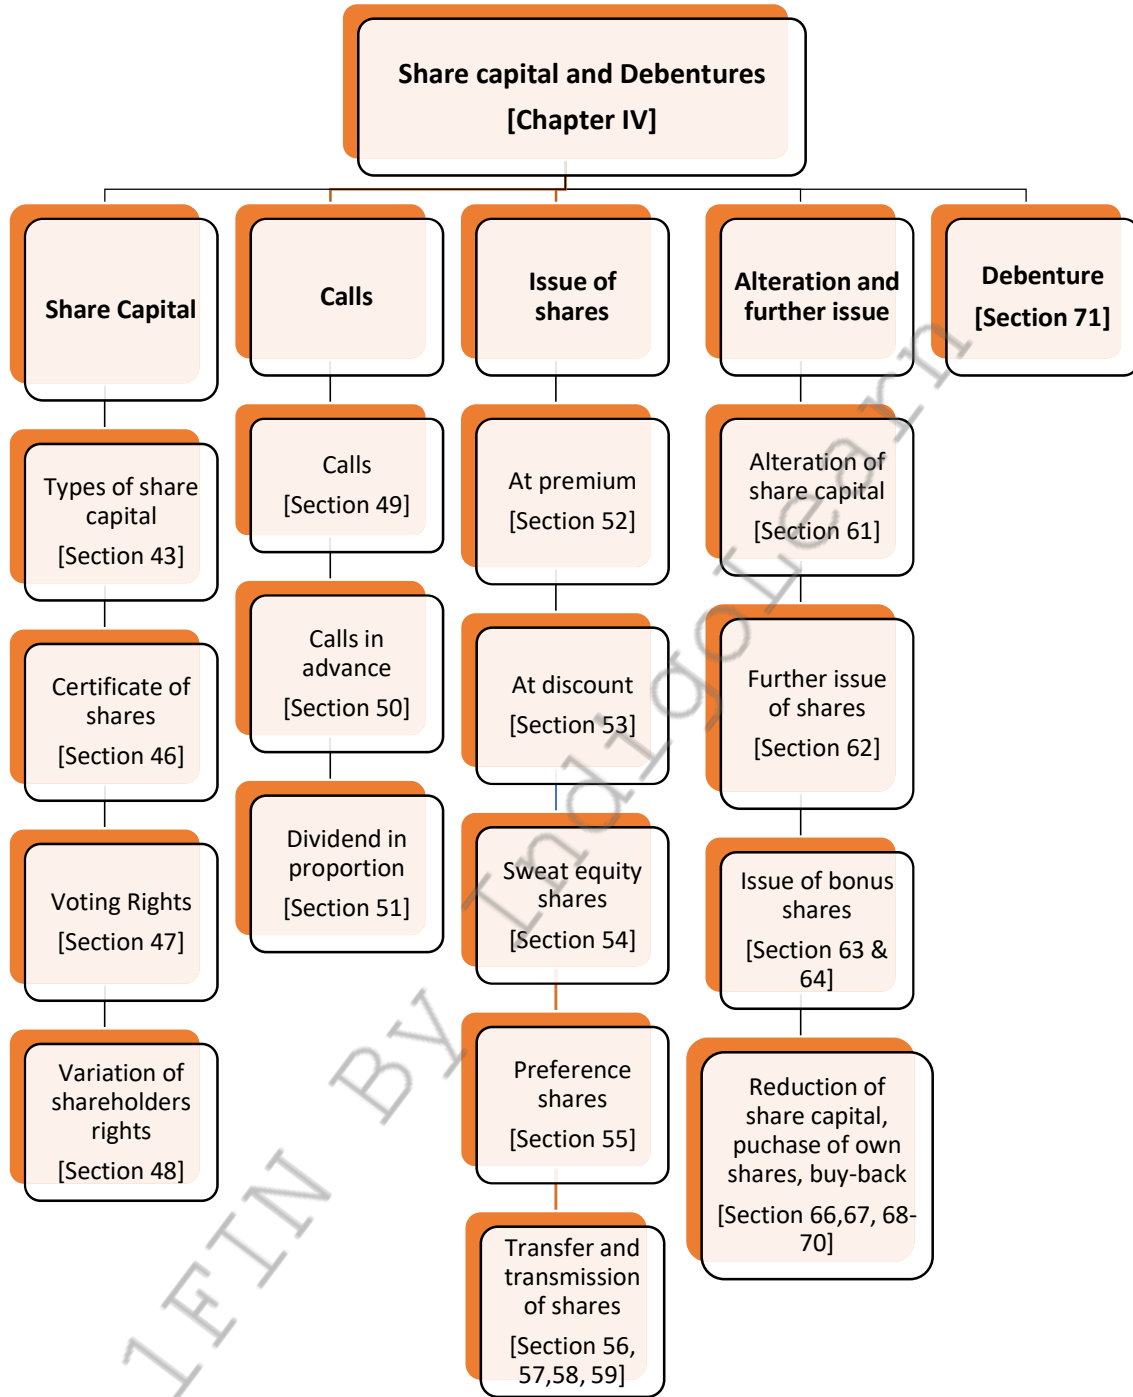 Share capital and Debentures
[Chapter IV]
Share Capital
Types of share
capital
[Section 43]
Certificate of
shares
[Section 46]
Voting Rights
[Section 47]
Variation of
shareholders
rights
[Section 48]
Calls
Calls
[Section 49]
Calls in
advance
[Section 50]
Dividend in
proportion
[Section 51]
Issue of
shares
At premium
[Section 52]
At discount
[Section 53]
Sweat equity
shares
[Section 54]
Preference
shares
[Section 55]
Transfer and
transmission
of shares
[Section 56,
57,58, 59]
Alteration and
further issue
Alteration of
share capital
[Section 61]
Further issue
of shares
[Section 62]
Issue of bonus
shares
[Section 63 &
64]
Reduction of
share capital,
puchase of own
shares, buy-back
[Section 66,67, 68-
70]
Debenture
[Section 71]
1FIN By IndigoLearn